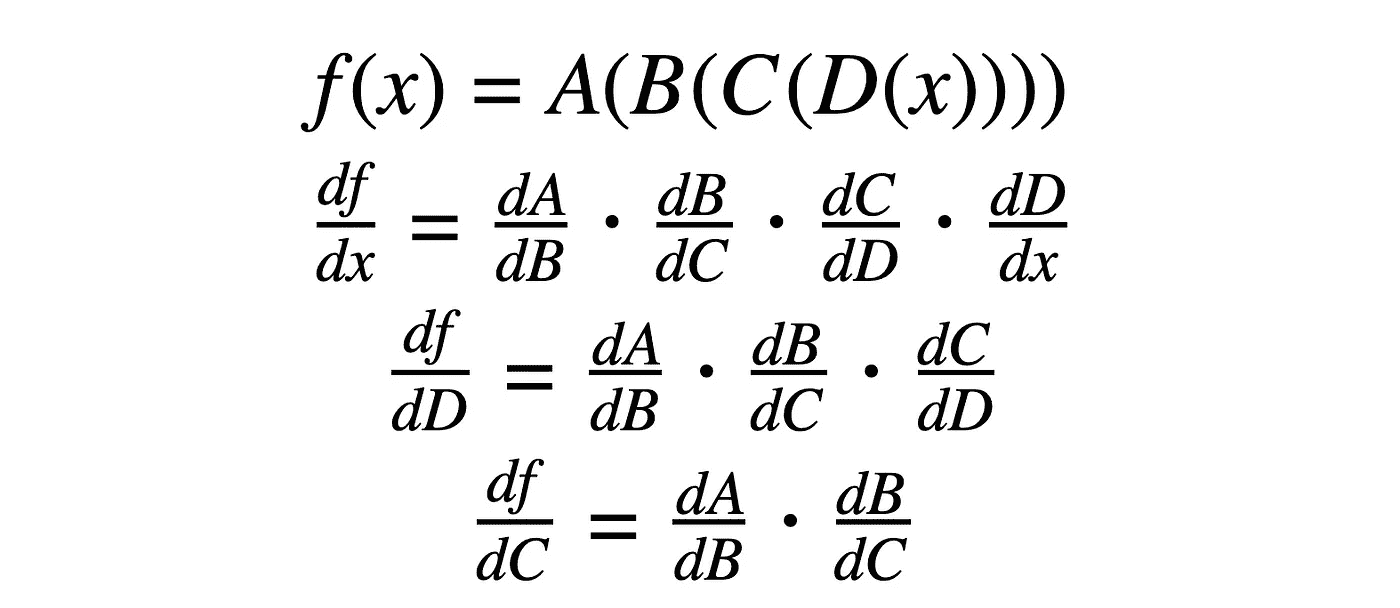 f(x) = A(B(C(D(x))))
df/dx = dA/dB · dB/dC · dC/dD · dD/dx
df/dD = dA/dB · dB/dC · dC/dD
df/dC = dA/dB · dB/dC